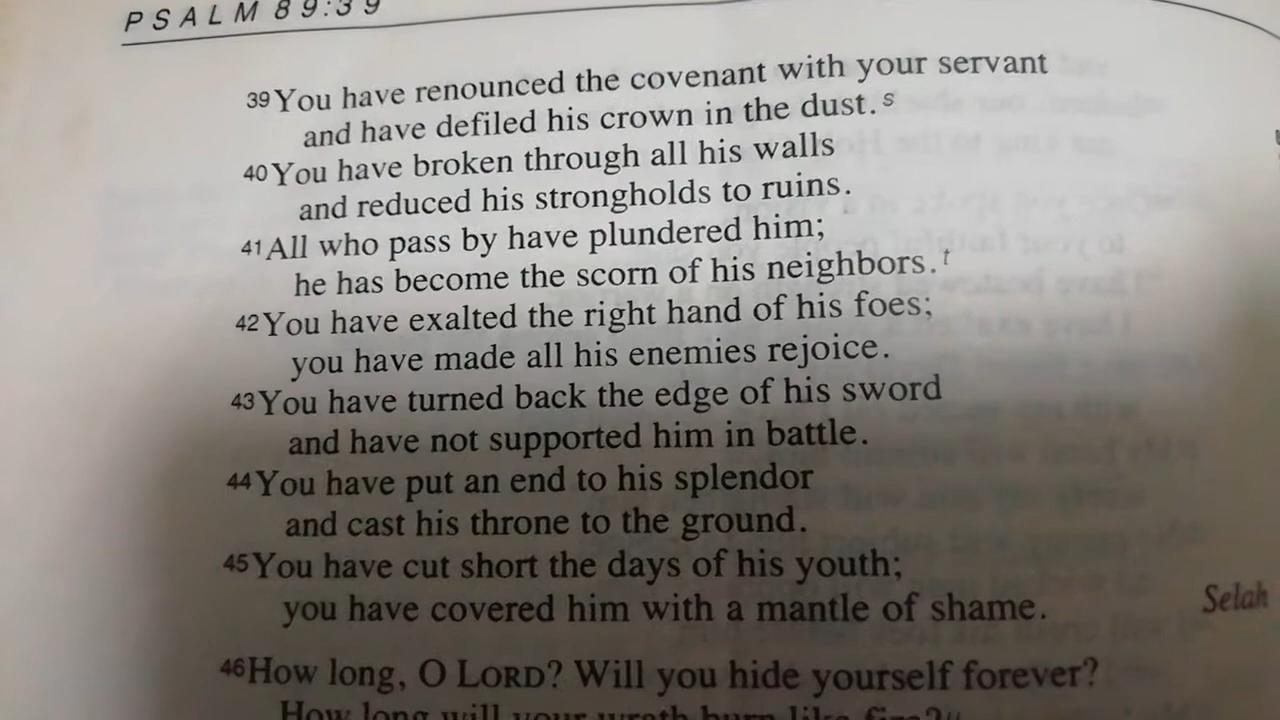 PSALM 89:39
39 You have renounced the covenant with your servant
and have defiled his crown in the dust. s
40 You have broken through all his walls
and reduced his strongholds to ruins.
41 All who pass by have plundered him;
he has become the scorn of his neighbors. t
42 You have exalted the right hand of his foes;
you have made all his enemies rejoice.
43 You have turned back the edge of his sword
and have not supported him in battle.
44 You have put an end to his splendor
and cast his throne to the ground.
45 You have cut short the days of his youth;
you have covered him with a mantle of shame.
Selah
46 How long, O LORD? Will you hide yourself forever?
How long will your wrath burn like fire? u